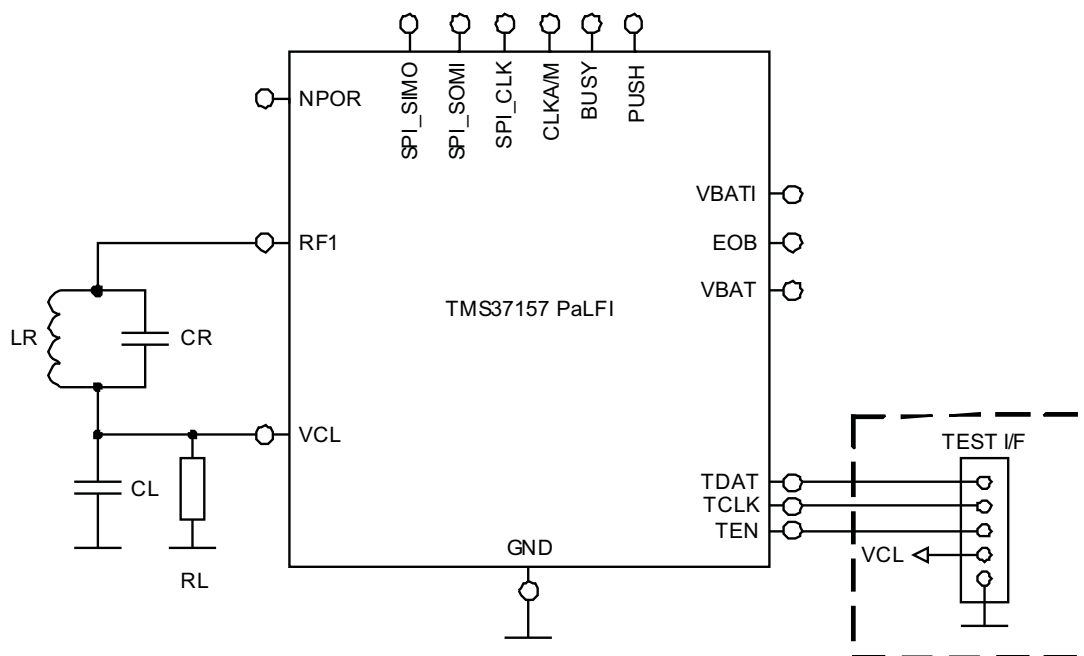 SPI_SIMO
SPI_SOMI
SPI_CLK
CLKA/M
BUSY
PUSH
NPOR
VBATI
RF1
EOB
VBAT
TMS37157 PaLFI
LR
CR
VCL
TEST I/F
CL
TDAT
TCLK
TEN
GND
VCL
RL